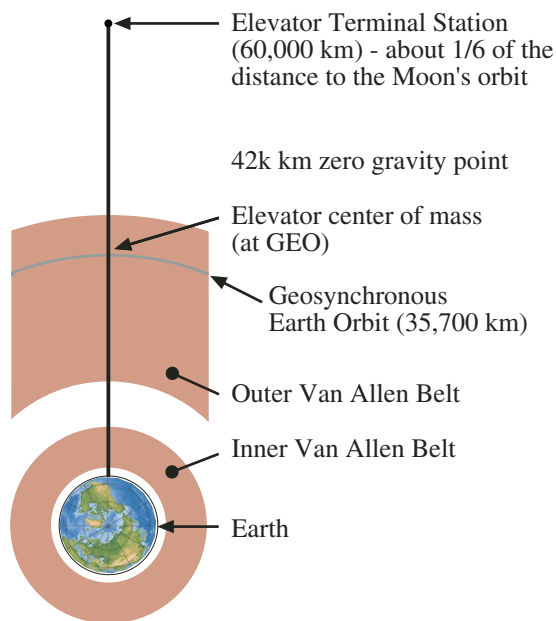 Elevator Terminal Station
(60,000 km) - about 1/6 of the
distance to the Moon's orbit
42k km zero gravity point
Elevator center of mass
(at GEO)
Geosynchronous
Earth Orbit (35,700 km)
Outer Van Allen Belt
Inner Van Allen Belt
Earth